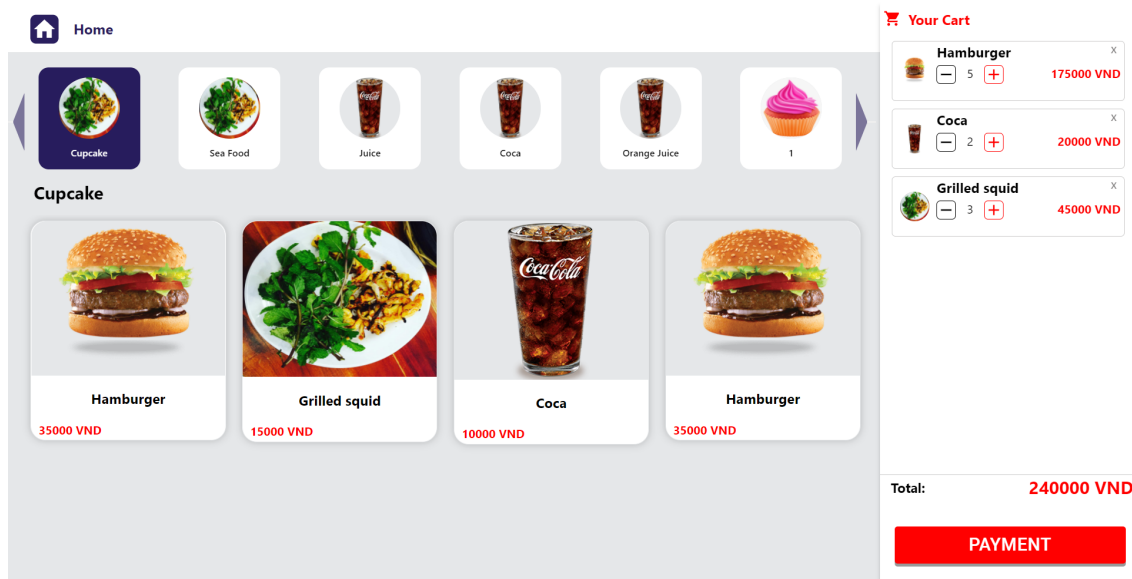 Home
Cupcake
Sea Food
Juice
Coca
Orange Juice
1
Cupcake
Hamburger
35000 VND
Grilled squid
15000 VND
Coca-Cola
Coca
10000 VND
Hamburger
35000 VND
Your Cart
Hamburger
x
5
175000 VND
Coca
x
2
20000 VND
Grilled squid
x
3
45000 VND
Total:
240000 VND
PAYMENT